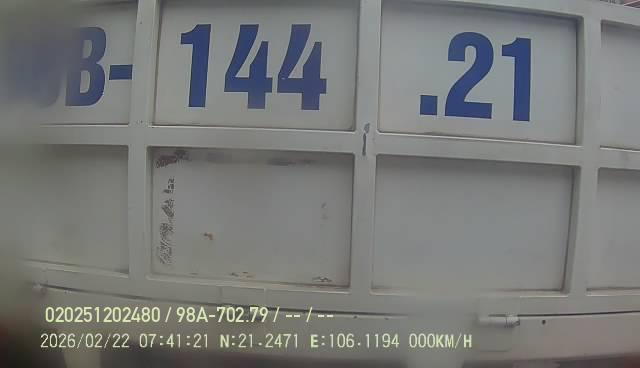 B- 144 .21
020251202480 / 98A-702.79 / -- / --
2026/02/22 07:41:21 N:21.2471 E:106.1194 000KM/H